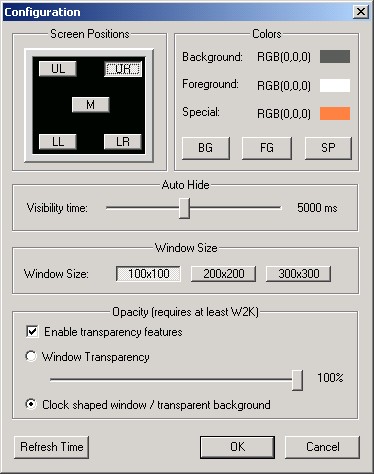 Configuration
Screen Positions
UL UR
M
LL LR
Colors
Background: RGB(0,0,0)
Foreground: RGB(0,0,0)
Special: RGB(0,0,0)
BG FG SP
Auto Hide
Visibility time: 5000 ms
Window Size
Window Size: 100x100 200x200 300x300
Opacity (requires at least W2K)
Enable transparency features
Window Transparency
100%
Clock shaped window / transparent background
Refresh Time OK Cancel